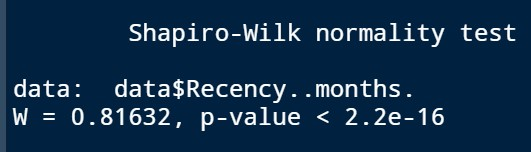 Shapiro-Wilk normality test
data:  data$Recency..months.
W = 0.81632, p-value < 2.2e-16